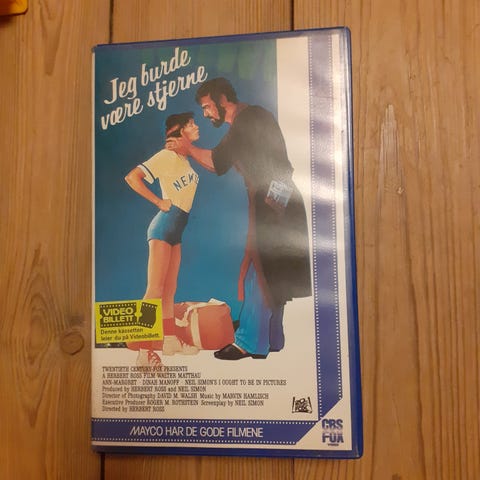 Jeg burde
være stjerne
NEW
VIDEO
BILLETT
Denne kassetten
leier du på Videobillett.
TWENTIETH CENTURY-FOX PRESENTS
A HERBERT ROSS FILM WALTER MATTHAU
ANN-MARGRET DINAH MANOFF NEIL SIMON'S I OUGHT TO BE IN PICTURES
Produced by HERBERT ROSS and NEIL SIMON
Director of Photography DAVID M. WALSH Music by MARVIN HAMLISCH
Executive Producer ROGER M. ROTHSTEIN Screenplay by NEIL SIMON
Directed by HERBERT ROSS
MAYCO HAR DE GODE FILMENE
CBS
FOX
VIDEO